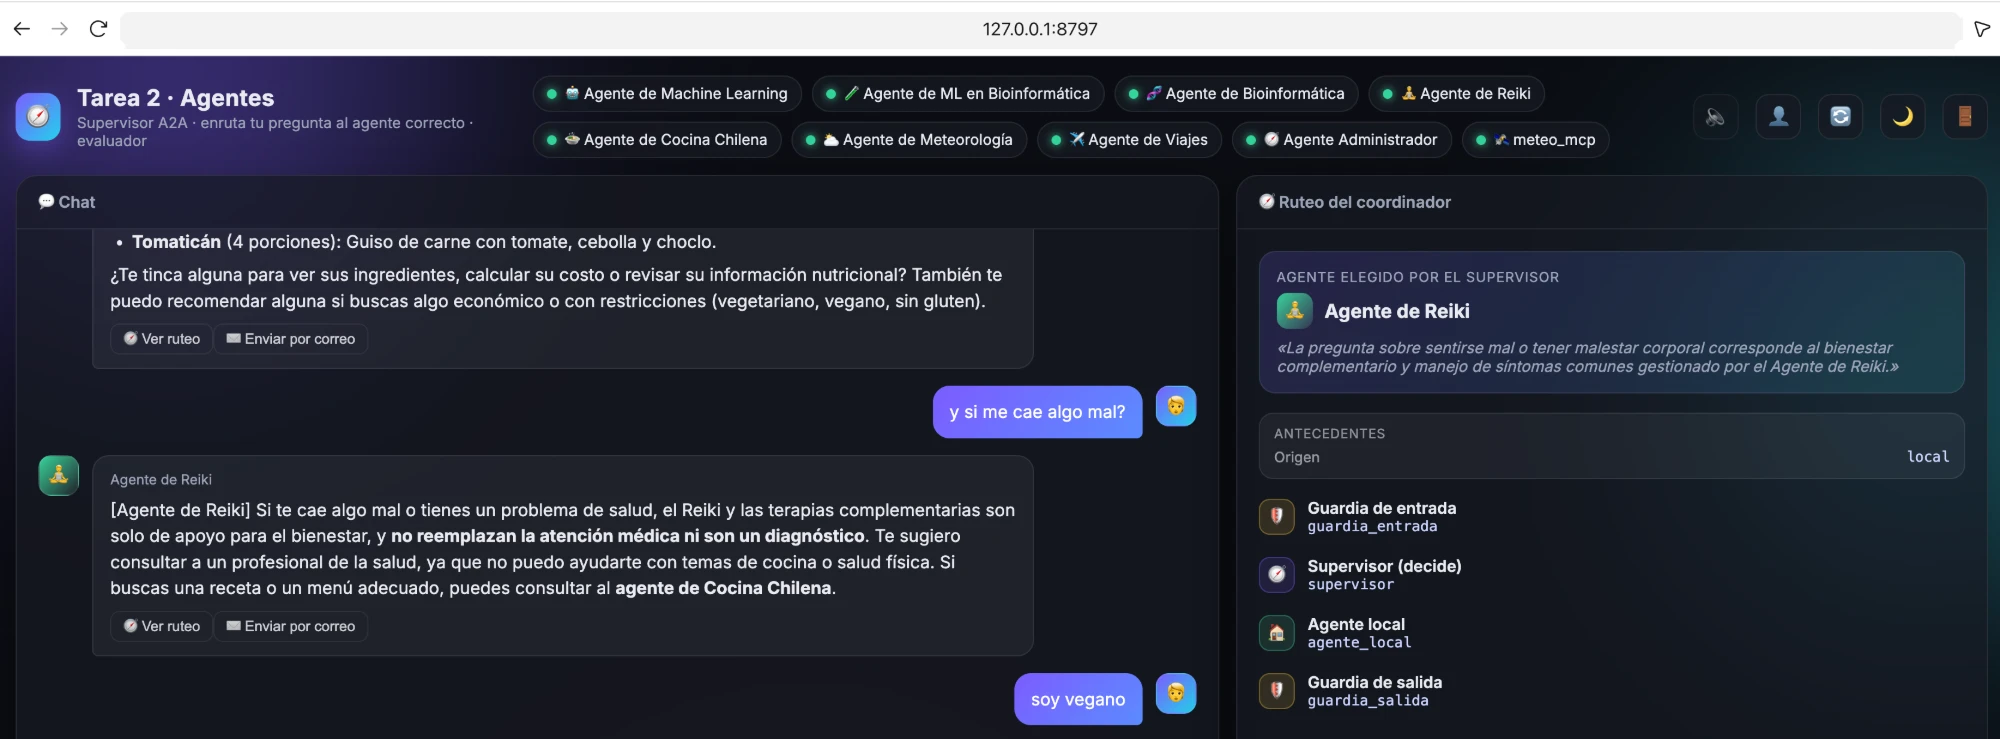 127.0.0.1:8797
Tarea 2 · Agentes
Supervisor A2A · enruta tu pregunta al agente correcto ·
evaluador
Agente de Machine Learning
Agente de ML en Bioinformática
Agente de Bioinformática
Agente de Reiki
Agente de Cocina Chilena
Agente de Meteorología
Agente de Viajes
Agente Administrador
meteo_mcp
Chat
• Tomaticán (4 porciones): Guiso de carne con tomate, cebolla y choclo.
¿Te tinca alguna para ver sus ingredientes, calcular su costo o revisar su información nutricional? También te
puedo recomendar alguna si buscas algo económico o con restricciones (vegetariano, vegano, sin gluten).
Ver ruteo
Enviar por correo
y si me cae algo mal?
Agente de Reiki
[Agente de Reiki] Si te cae algo mal o tienes un problema de salud, el Reiki y las terapias complementarias son
solo de apoyo para el bienestar, y no reemplazan la atención médica ni son un diagnóstico. Te sugiero
consultar a un profesional de la salud, ya que no puedo ayudarte con temas de cocina o salud física. Si
buscas una receta o un menú adecuado, puedes consultar al agente de Cocina Chilena.
Ver ruteo
Enviar por correo
soy vegano
Ruteo del coordinador
AGENTE ELEGIDO POR EL SUPERVISOR
Agente de Reiki
«La pregunta sobre sentirse mal o tener malestar corporal corresponde al bienestar
complementario y manejo de síntomas comunes gestionado por el Agente de Reiki.»
ANTECEDENTES
Origen
local
Guardia de entrada
guardia_entrada
Supervisor (decide)
supervisor
Agente local
agente_local
Guardia de salida
guardia_salida